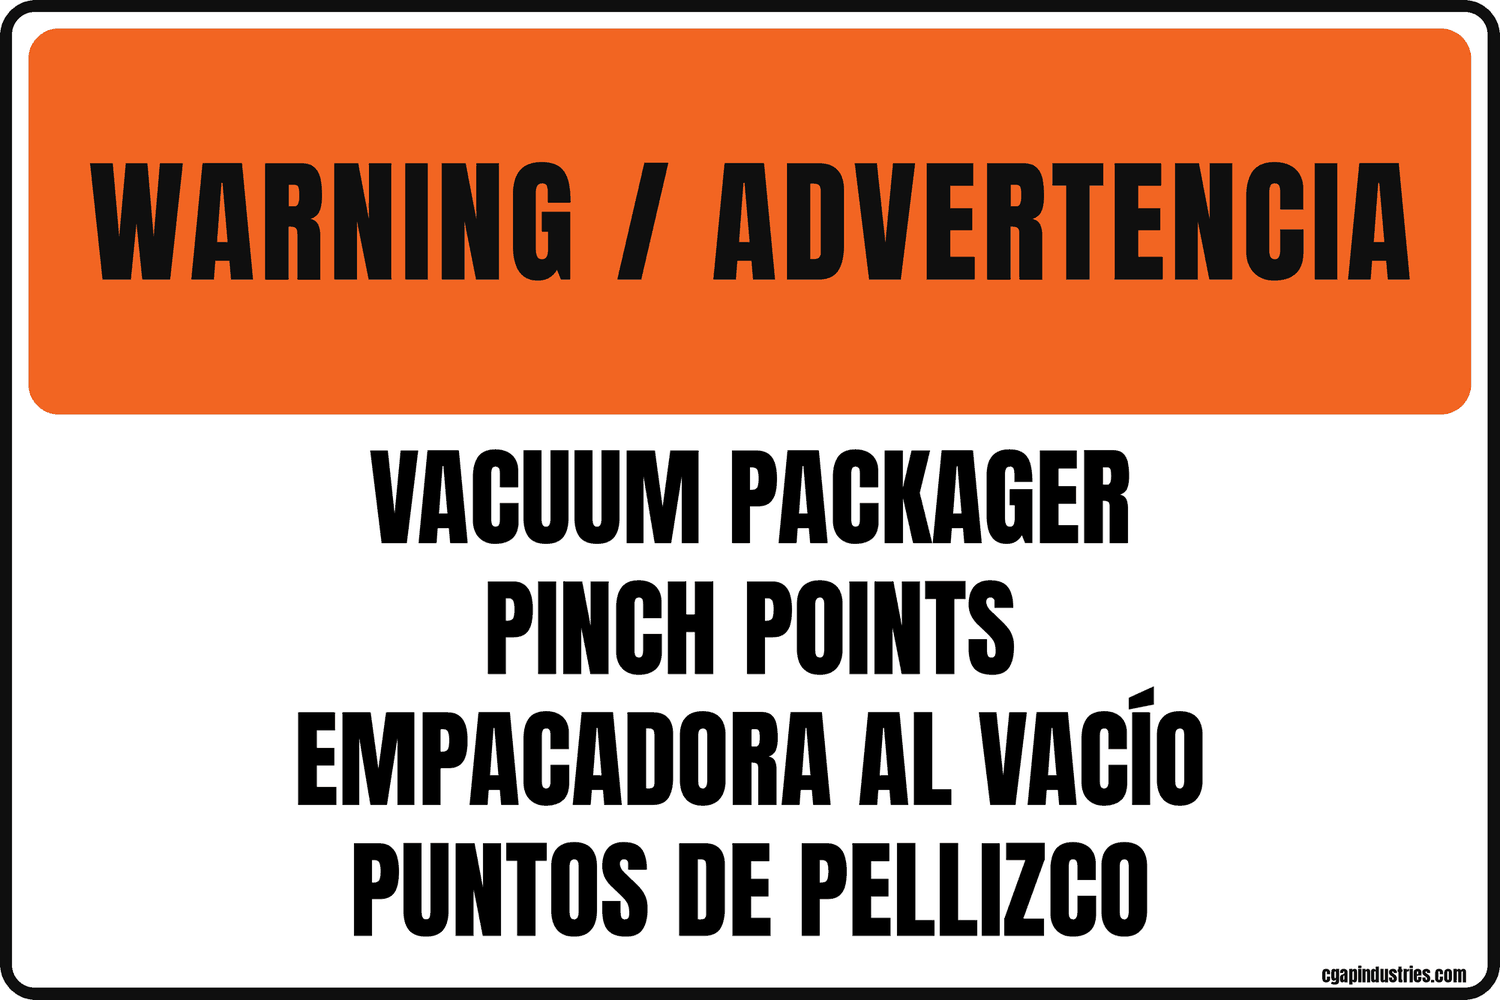 WARNING / ADVERTENCIA
VACUUM PACKAGER
PINCH POINTS
EMPACADORA AL VACÍO
PUNTOS DE PELLIZCO
cgapindustries.com